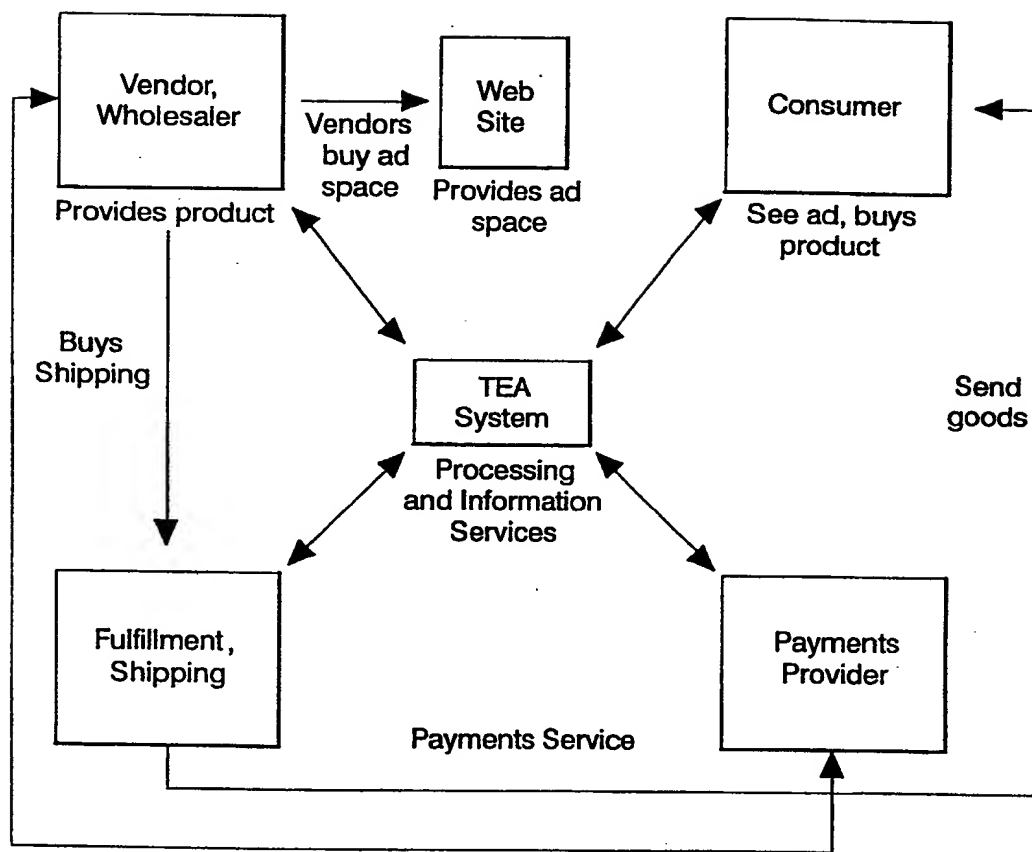 Vendor,
Wholesaler
Provides product
Vendors
buy ad
space
Web
Site
Provides ad
space
Consumer
See ad, buys
product
Buys
Shipping
TEA
System
Processing
and Information
Services
Send
goods
Fulfillment,
Shipping
Payments Service
Payments
Provider